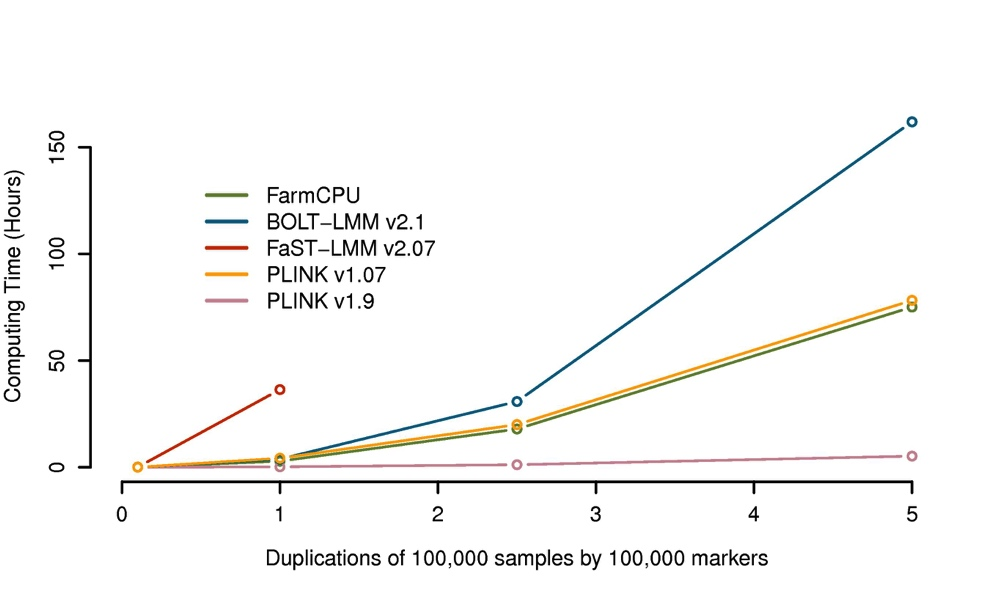 Computing Time (Hours)
150
100
50
0
FarmCPU
BOLT−LMM v2.1
FaST−LMM v2.07
PLINK v1.07
PLINK v1.9
0 1 2 3 4 5
Duplications of 100,000 samples by 100,000 markers